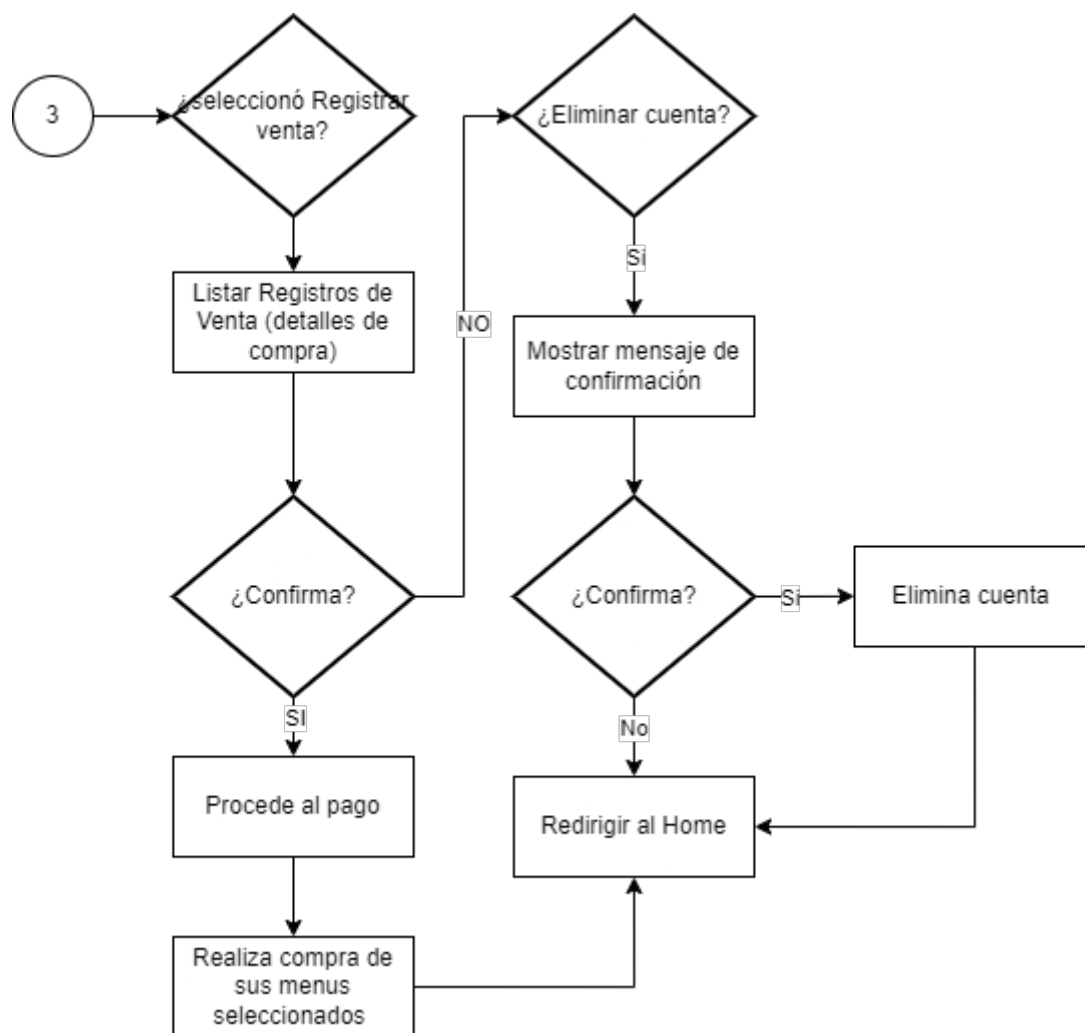 3
¿seleccionó Registrar
venta?
Listar Registros de
Venta (detalles de
compra)
¿Confirma?
SI
Procede al pago
Realiza compra de
sus menus
seleccionados
NO
¿Eliminar cuenta?
Si
Mostrar mensaje de
confirmación
¿Confirma?
Si
Elimina cuenta
No
Redirigir al Home